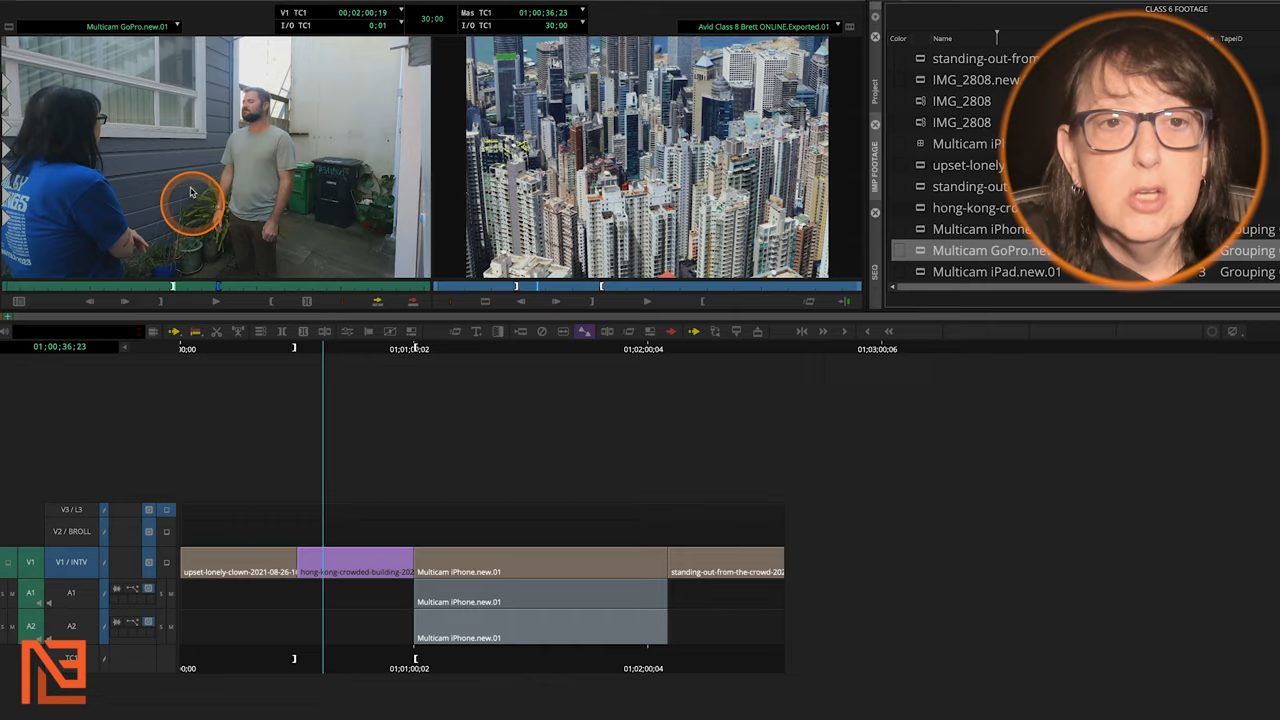 Multicam GoPro.new.01
V1 TC1 00;02;00;19
I/O TC1 0;01
30;00
Mas TC1 01;00;36;23
I/O TC1 30;00
Avid Class 8 Brett ONLINE.Exported.01
CLASS 6 FOOTAGE
Color Name TapeID
standing-out-from
IMG_2808.new
IMG_2808
IMG_2808
Multicam iP
upset-lonely
standing-out
hong-kong-cro
Multicam iPhone
Multicam GoPro.ne Grouping
Multicam iPad.new.01 3 Grouping
Project
IMP FOOTAGE
SEQ
01;00;36;23
00;00 01;01;00;02 01;02;00;04 01;03;00;06
V3 / L3
V2 / BROLL
V1 V1 / INTV
upset-lonely-clown-2021-08-26-1 hong-kong-crowded-building-202 Multicam iPhone.new.01 standing-out-from-the-crowd-202
A1 A1 S M
Multicam iPhone.new.01
A2 A2 S M
Multicam iPhone.new.01
TC1
00;00 01;01;00;02 01;02;00;04